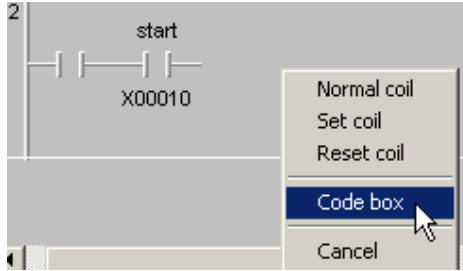 2
start
X00010
Normal coil
Set coil
Reset coil
Code box
Cancel